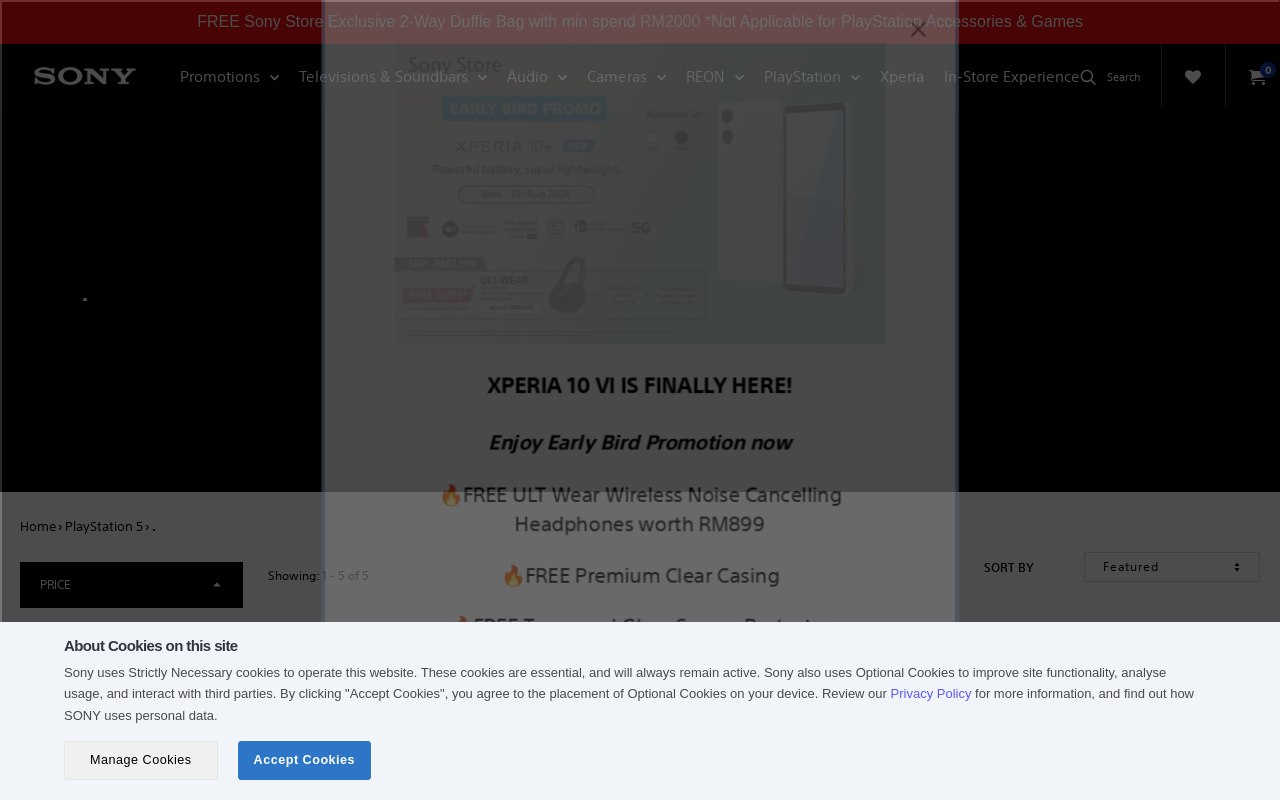 FREE Sony Store Exclusive 2-Way Duffle Bag with min spend RM2000 *Not Applicable for PlayStation Accessories & Games
SONY
Promotions
Televisions & Soundbars
Audio
Cameras
REON
PlayStation
Xperia
In-Store Experience
Search
0
Sony Store
EARLY BIRD PROMO
Available in:
Powerful battery, super lightweight.
Now - 31st Aug 2024
5G
ULT WEAR
XPERIA 10 VI IS FINALLY HERE!
Enjoy Early Bird Promotion now
🔥FREE ULT Wear Wireless Noise Cancelling
Headphones worth RM899
🔥FREE Premium Clear Casing
Home › PlayStation 5 › .
PRICE
Showing: 1 - 5 of 5
SORT BY
Featured
About Cookies on this site
Sony uses Strictly Necessary cookies to operate this website. These cookies are essential, and will always remain active. Sony also uses Optional Cookies to improve site functionality, analyse
usage, and interact with third parties. By clicking "Accept Cookies", you agree to the placement of Optional Cookies on your device. Review our Privacy Policy for more information, and find out how
SONY uses personal data.
Manage Cookies
Accept Cookies